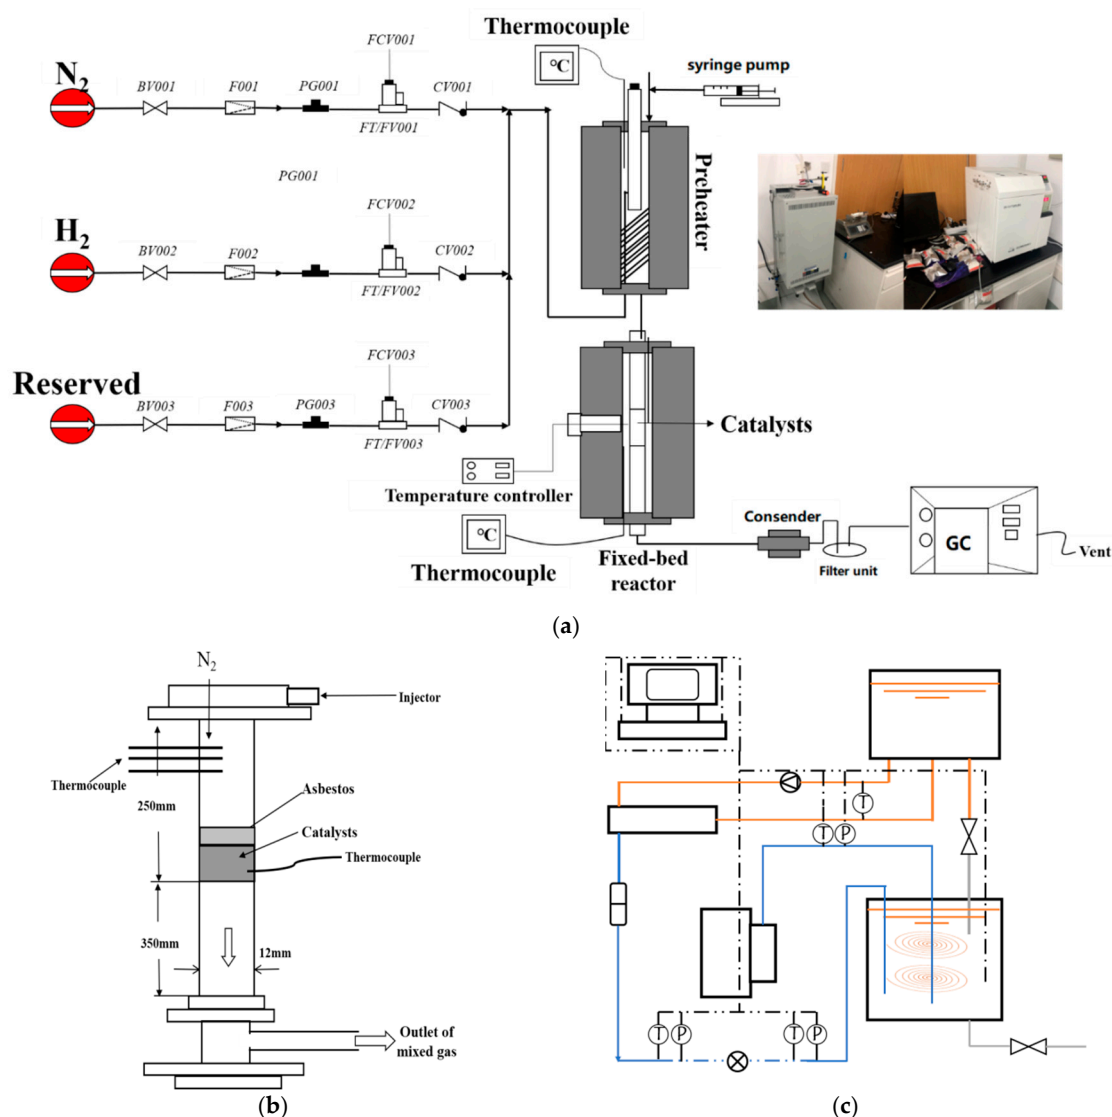 Thermocouple
FCV001
°C
syringe pump
N2
BV001
F001
PG001
CV001
FT/FV001
Preheater
PG001
FCV002
H2
BV002
F002
CV002
FT/FV002
FCV003
Reserved
BV003
F003
PG003
CV003
FT/FV003
Catalysts
Temperature controller
Consender
°C
GC
Vent
Thermocouple
Fixed-bed
reactor
Filter unit
(a)
N2
Injector
Thermocouple
250mm
Asbestos
Catalysts
Thermocouple
350mm
12mm
Outlet of
mixed gas
(b)
T
T
P
T
P
T
P
(c)